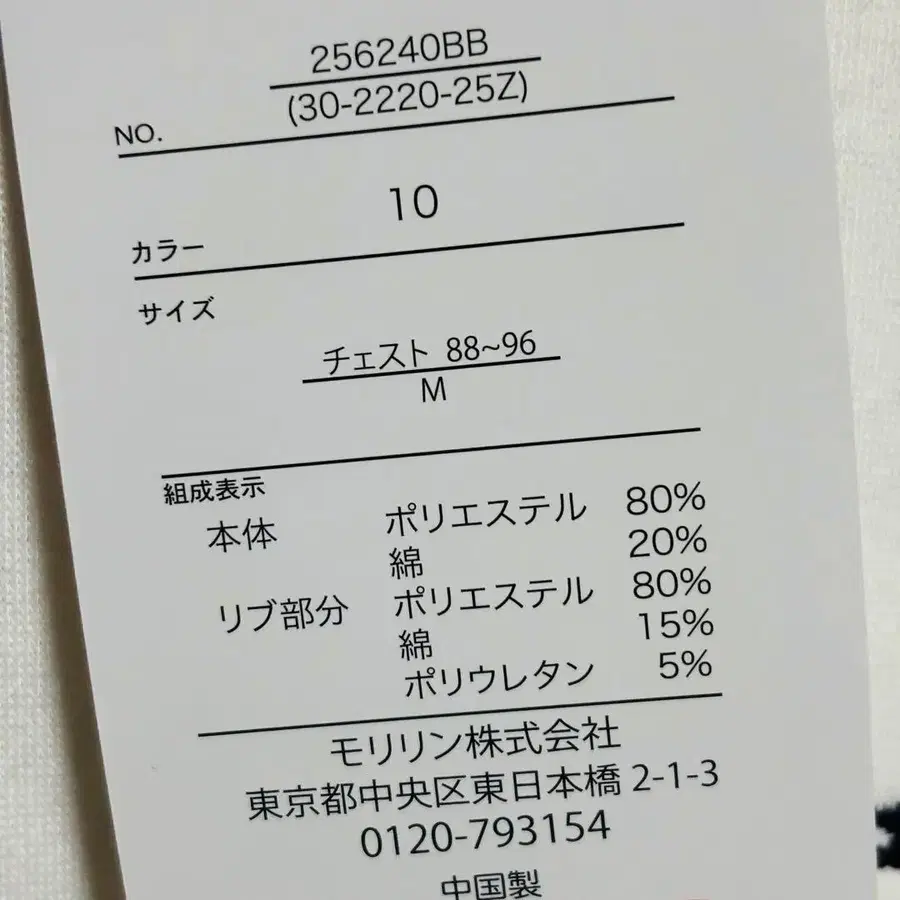 256240BB
(30-2220-25Z)
NO.
10
カラー
サイズ
チェスト 88~96
M
組成表示
本体 ポリエステル 80%
綿 20%
リブ部分 ポリエステル 80%
綿 15%
ポリウレタン 5%
モリリン株式会社
東京都中央区東日本橋 2-1-3
0120-793154
中国製